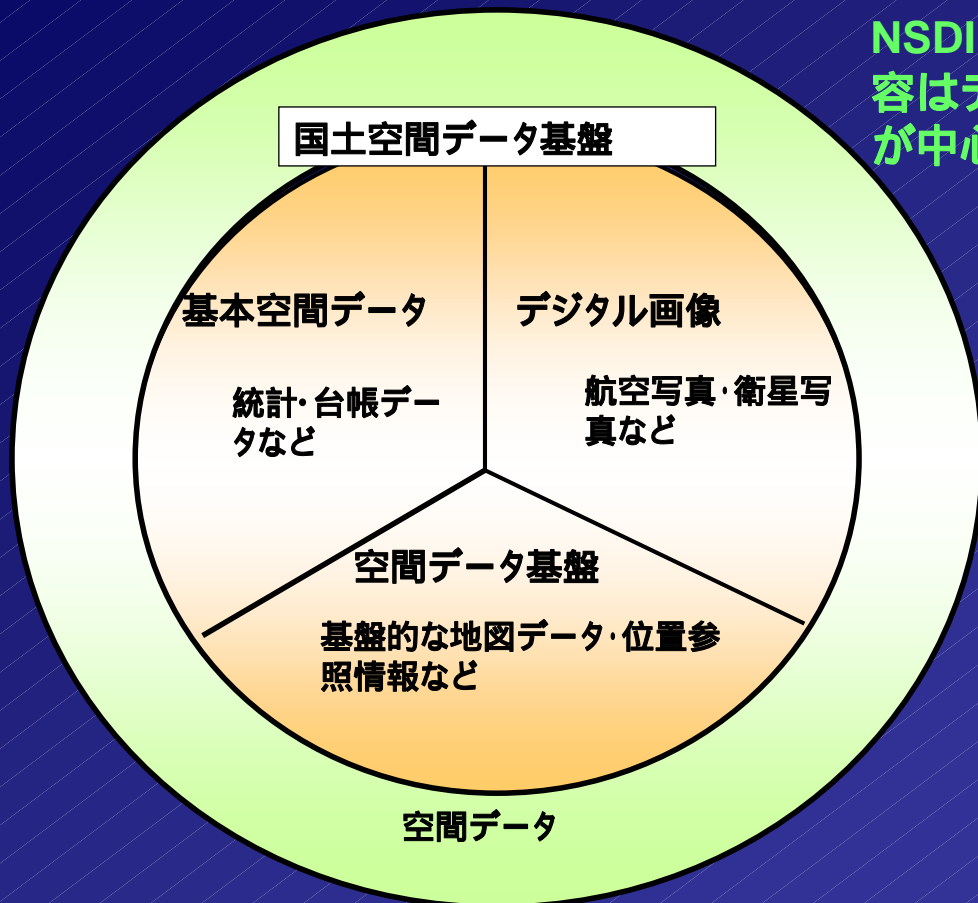 NSDI
容はデ
が中心
国土空間データ基盤
基本空間データ
デジタル画像
統計・台帳デー
タなど
航空写真・衛星写
真など
空間データ基盤
基盤的な地図データ・位置参
照情報など
空間データ